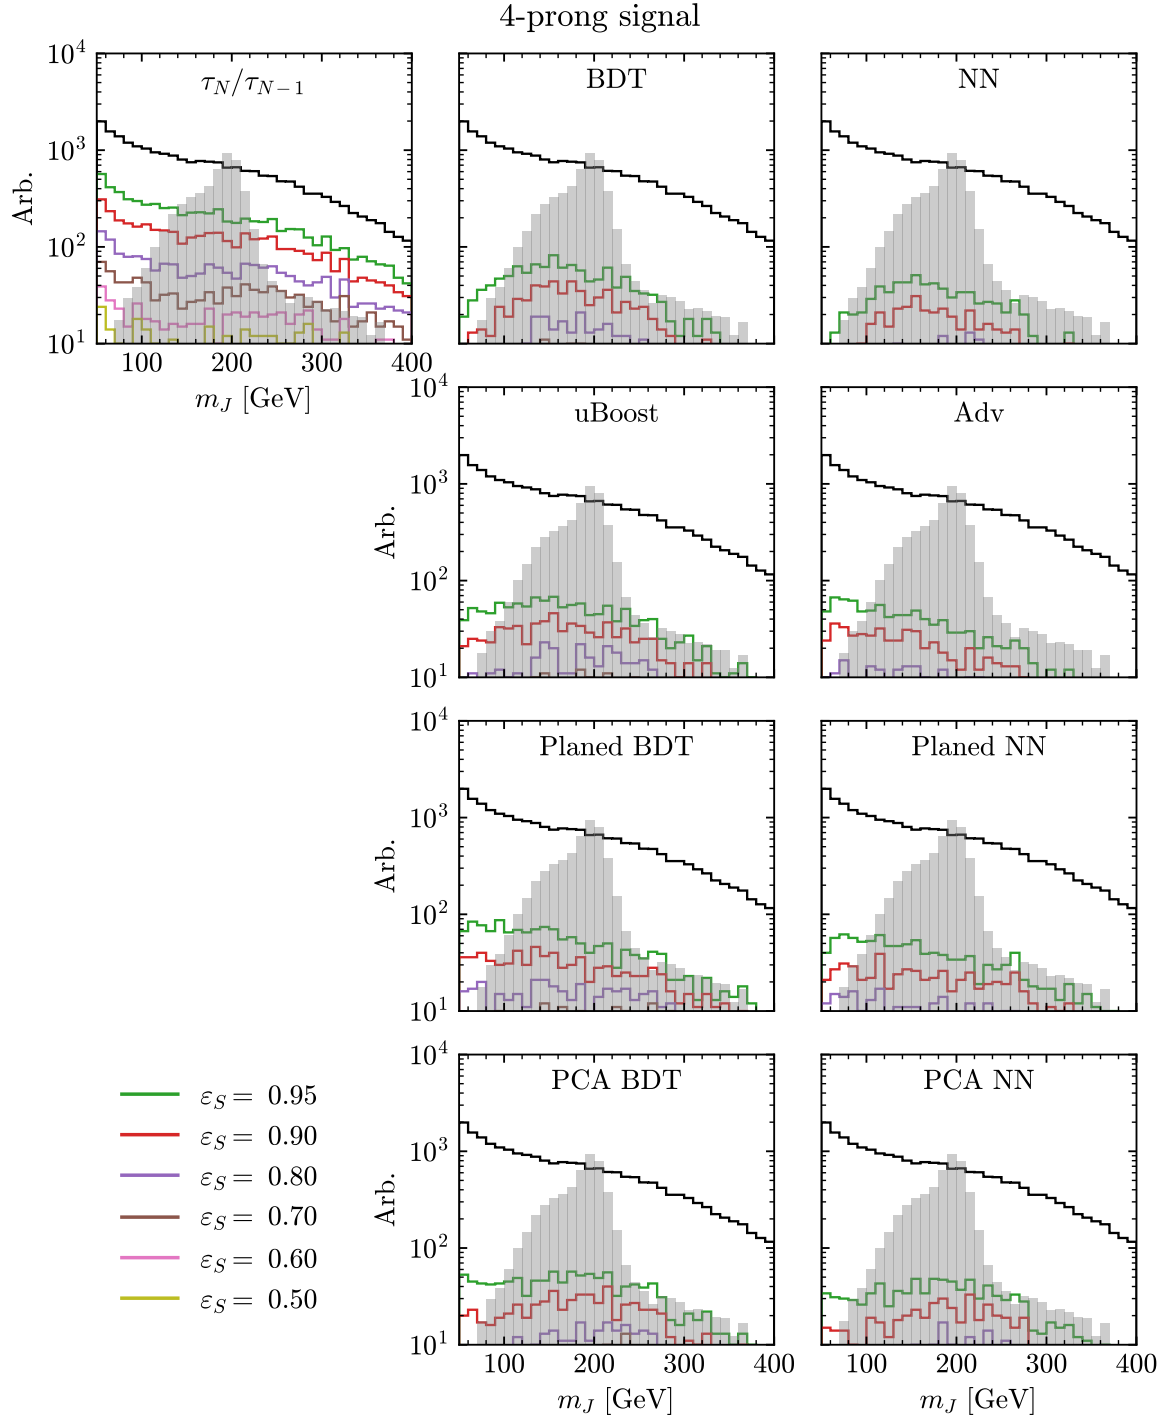 4-prong signal
τ_N/τ_{N−1} BDT NN
Arb.
10^4
10^3
10^2
10^1
100 200 300 400
m_J [GeV]
uBoost Adv
Arb.
10^4
10^3
10^2
10^1
Planed BDT Planed NN
Arb.
10^4
10^3
10^2
10^1
PCA BDT PCA NN
Arb.
10^4
10^3
10^2
10^1
100 200 300 400 100 200 300 400
m_J [GeV] m_J [GeV]
ε_S = 0.95
ε_S = 0.90
ε_S = 0.80
ε_S = 0.70
ε_S = 0.60
ε_S = 0.50